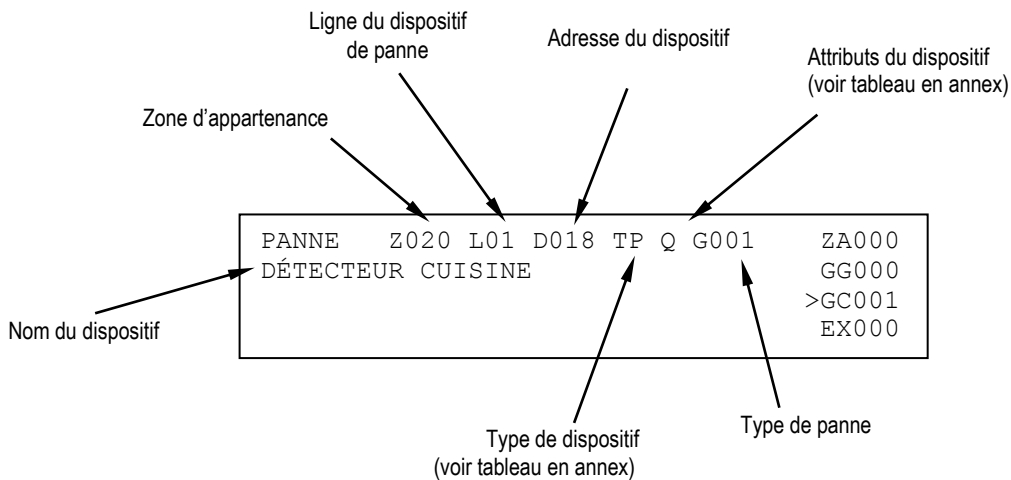 Ligne du dispositif
de panne
Adresse du dispositif
Attributs du dispositif
(voir tableau en annex)
Zone d'appartenance
PANNE Z020 L01 D018 TP Q G001 ZA000
DÉTECTEUR CUISINE GG000
>GC001
EX000
Nom du dispositif
Type de dispositif
(voir tableau en annex)
Type de panne